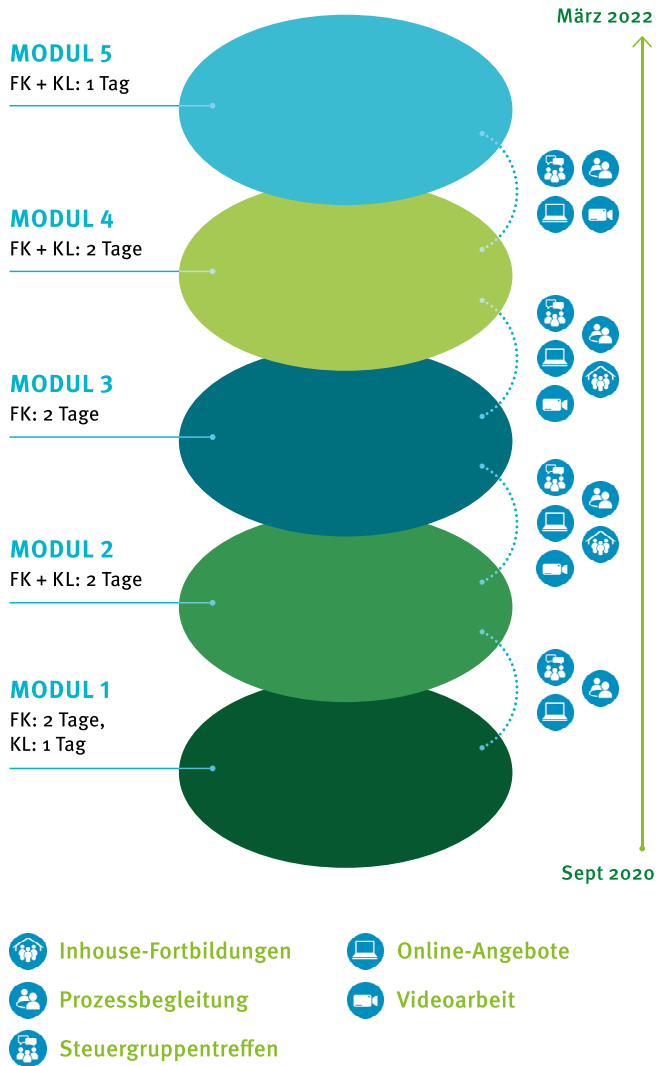 März 2022
MODUL 5
FK + KL: 1 Tag
MODUL 4
FK + KL: 2 Tage
MODUL 3
FK: 2 Tage
MODUL 2
FK + KL: 2 Tage
MODUL 1
FK: 2 Tage,
KL: 1 Tag
Sept 2020
Inhouse-Fortbildungen
Online-Angebote
Prozessbegleitung
Videoarbeit
Steuergruppentreffen